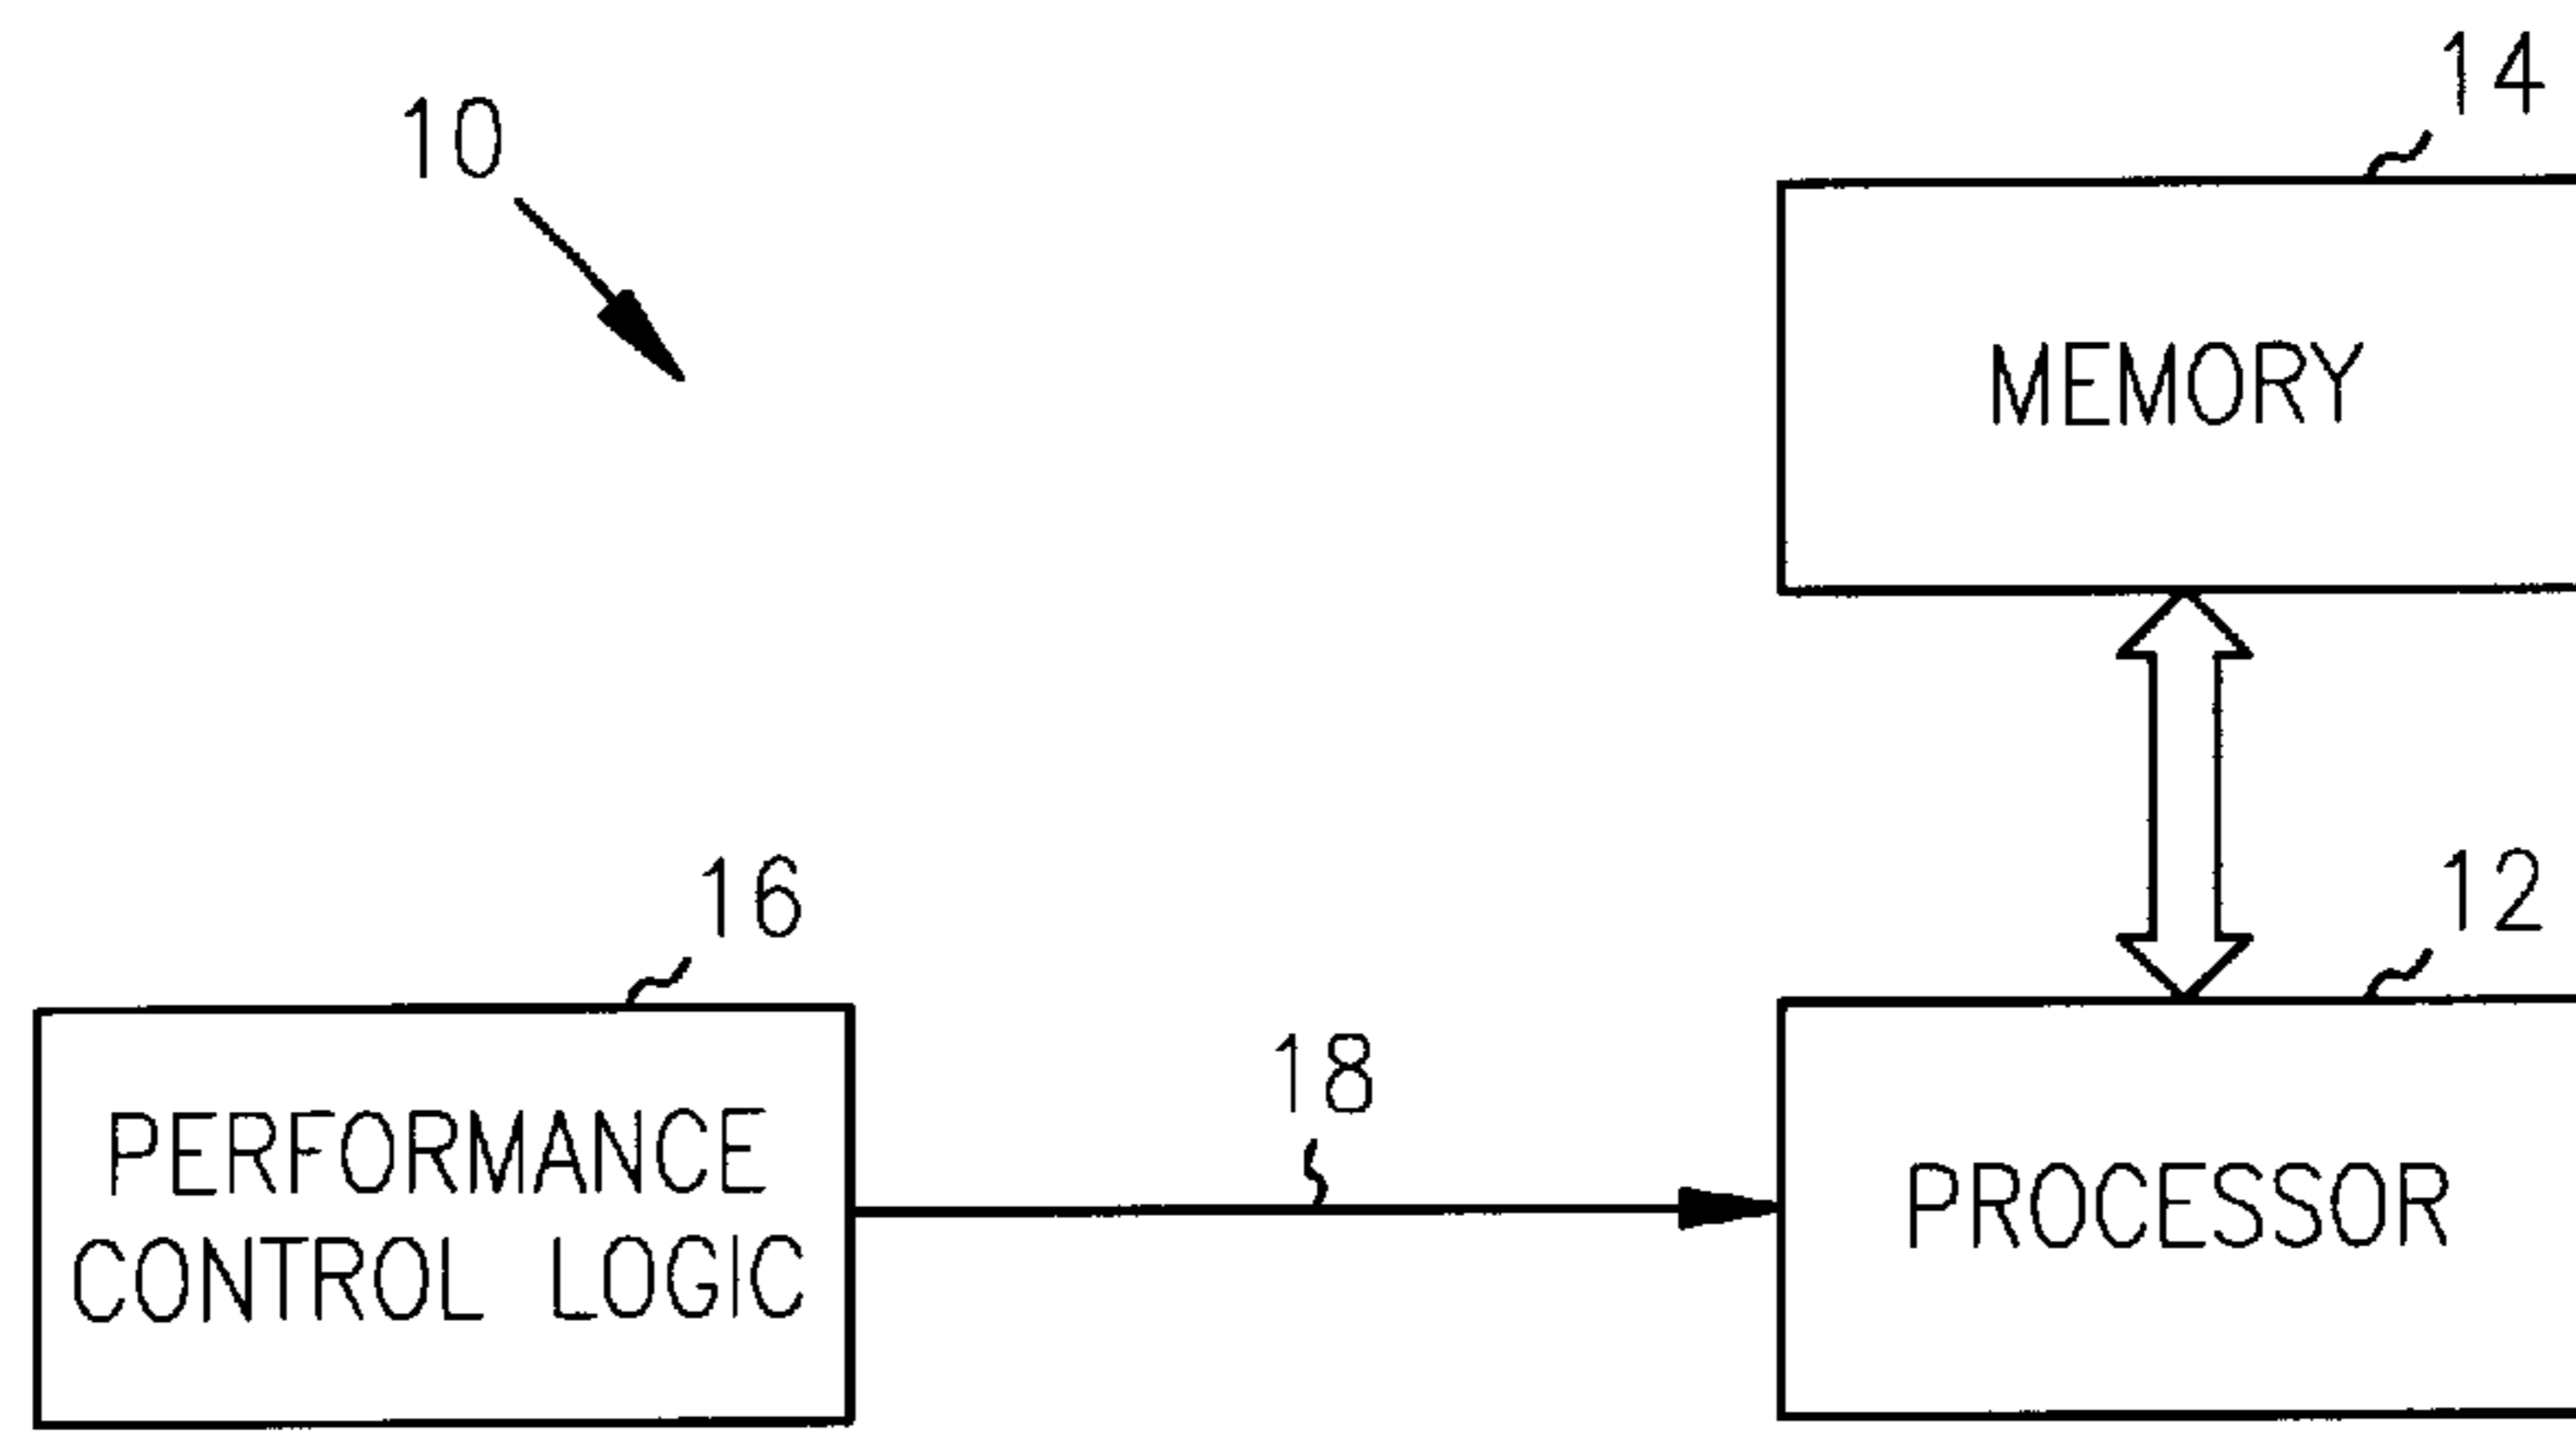 14
10
MEMORY
16
12
18
PERFORMANCE
CONTROL LOGIC
PROCESSOR